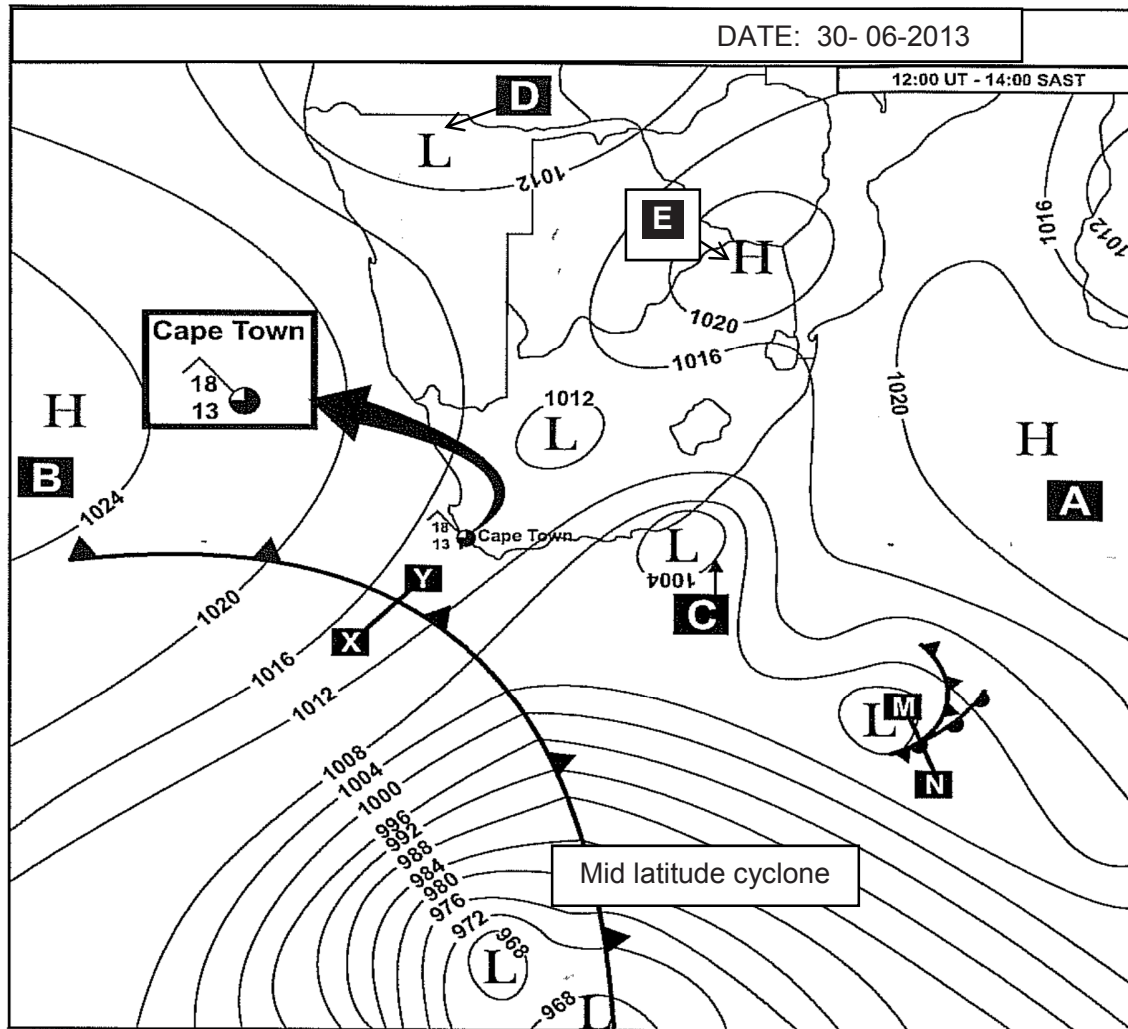 DATE: 30- 06-2013
12:00 UT - 14:00 SAST
D
L
1012
1016
1012
E
H
1020
1016
Cape Town
18
13
H
B
1024
1012
L
1020
H
A
18
13
Cape Town
L
1004
C
Y
X
1020
1016
1012
L
M
N
1008
1004
1000
996
992
988
984
980
976
972
968
Mid latitude cyclone
L
968
L